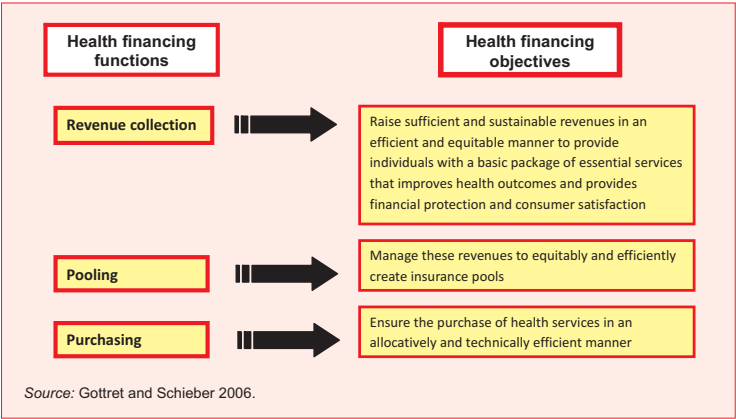 Health financing
functions
Health financing
objectives
Revenue collection
Raise sufficient and sustainable revenues in an
efficient and equitable manner to provide
individuals with a basic package of essential services
that improves health outcomes and provides
financial protection and consumer satisfaction
Pooling
Manage these revenues to equitably and efficiently
create insurance pools
Purchasing
Ensure the purchase of health services in an
allocatively and technically efficient manner
Source: Gottret and Schieber 2006.